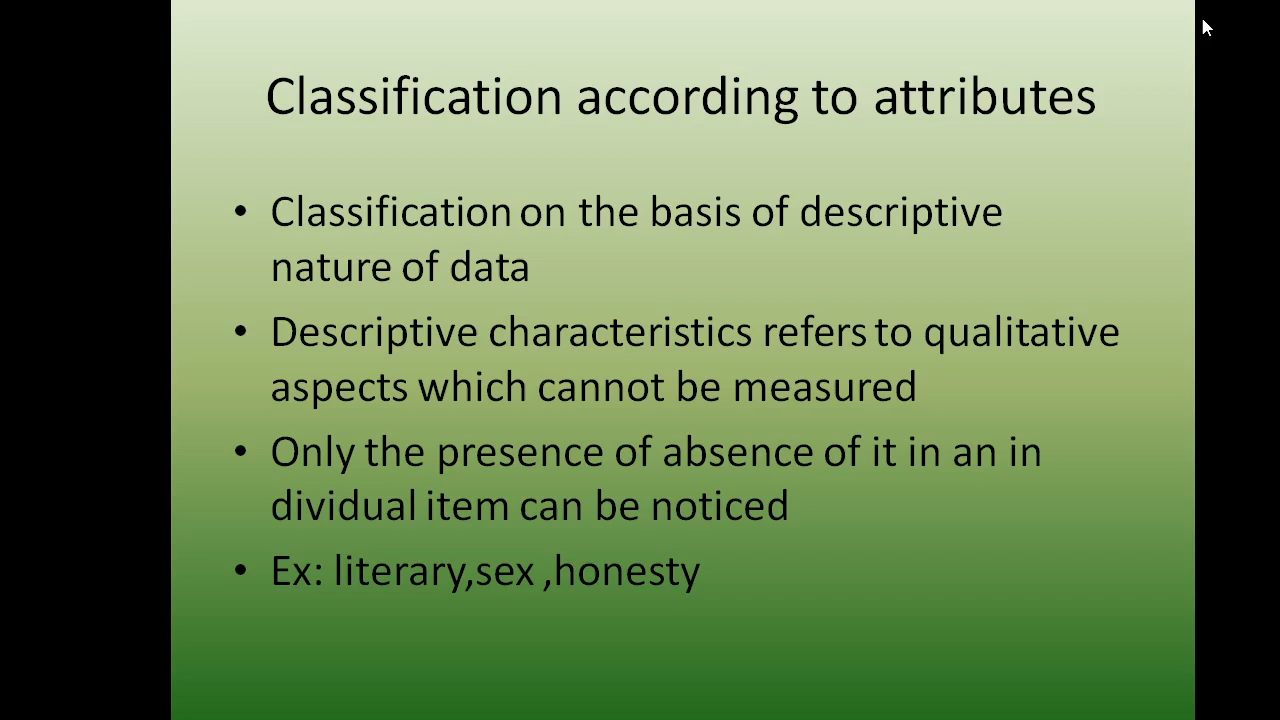 Classification according to attributes
• Classification on the basis of descriptive
nature of data
• Descriptive characteristics refers to qualitative
aspects which cannot be measured
• Only the presence of absence of it in an in
dividual item can be noticed
• Ex: literary,sex ,honesty